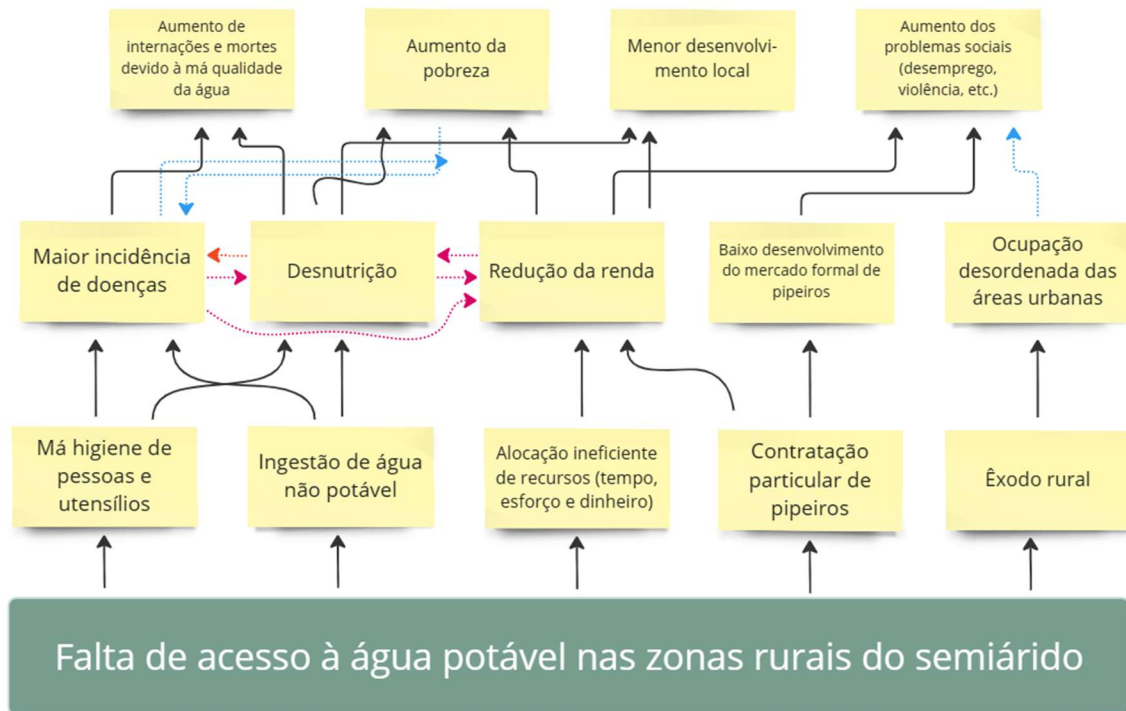 Aumento de
internações e mortes
devido à má qualidade
da água
Aumento da
pobreza
Menor desenvolvi-
mento local
Aumento dos
problemas sociais
(desemprego,
violência, etc.)
Maior incidência
de doenças
Desnutrição
Redução da renda
Baixo desenvolvimento
do mercado formal de
pipeiros
Ocupação
desordenada das
áreas urbanas
Má higiene de
pessoas e
utensílios
Ingestão de água
não potável
Alocação ineficiente
de recursos (tempo,
esforço e dinheiro)
Contratação
particular de
pipeiros
Êxodo rural
Falta de acesso à água potável nas zonas rurais do semiárido